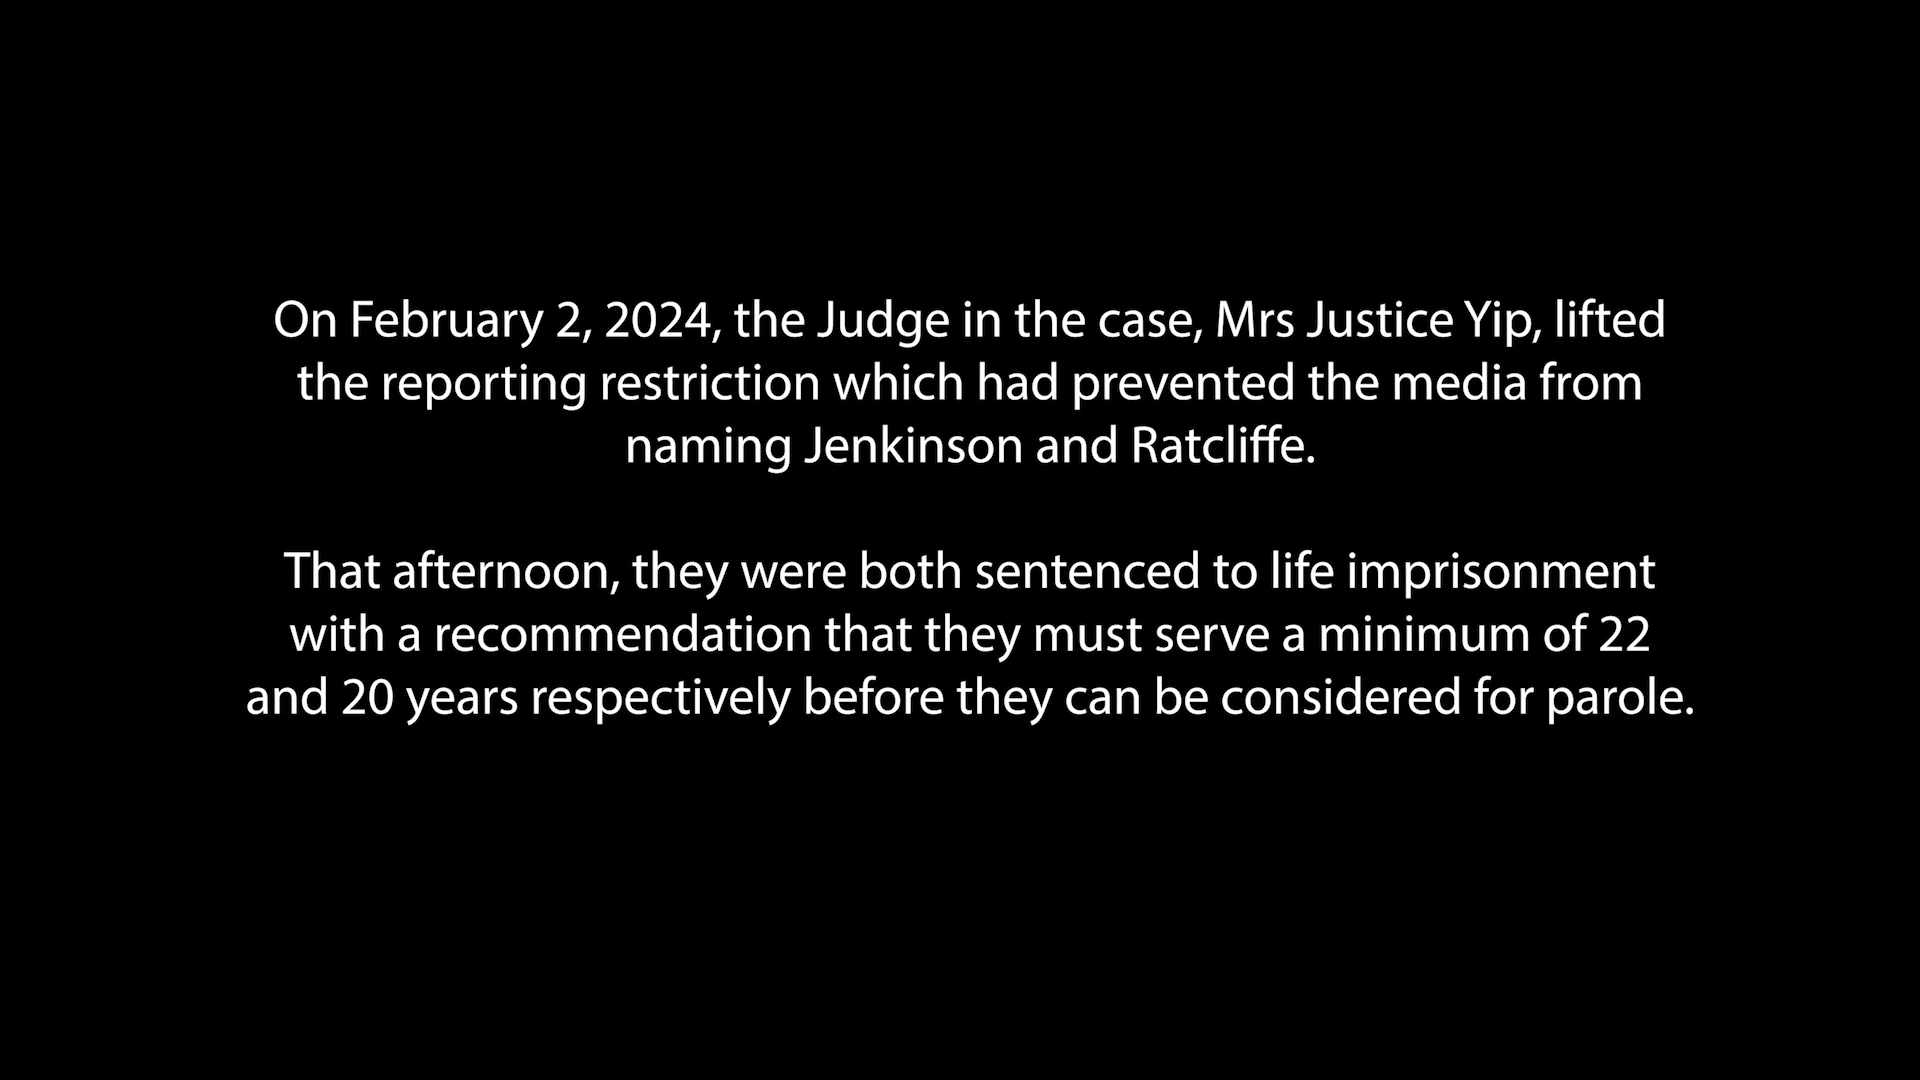 On February 2, 2024, the Judge in the case, Mrs Justice Yip, lifted
the reporting restriction which had prevented the media from
naming Jenkinson and Ratcliffe.
That afternoon, they were both sentenced to life imprisonment
with a recommendation that they must serve a minimum of 22
and 20 years respectively before they can be considered for parole.